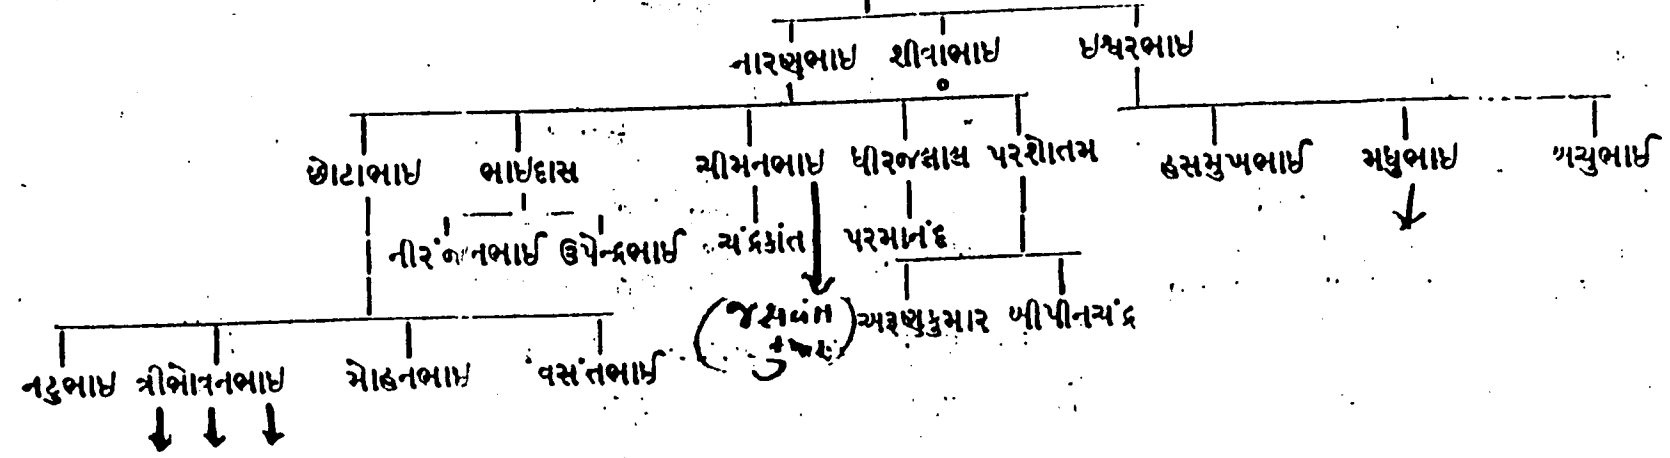 નારણભાઇ શીવાભાઇ ઇશ્વરભાઇ
છોટાભાઇ ભાઇદાસ ચીમનભાઇ ધીરજલાલ પરશોતમ હસમુખભાઈ મધુભાઇ બચુભાઈ
નીરંજનભાઈ ઉપેન્દ્રભાઈ ચંદ્રકાંત પરમાનંદ
(જશવંત કુમાર) અરૂણકુમાર બીપીનચંદ્ર
નટુભાઇ ત્રીભોવનભાઇ મોહનભાઇ વસંતભાઈ